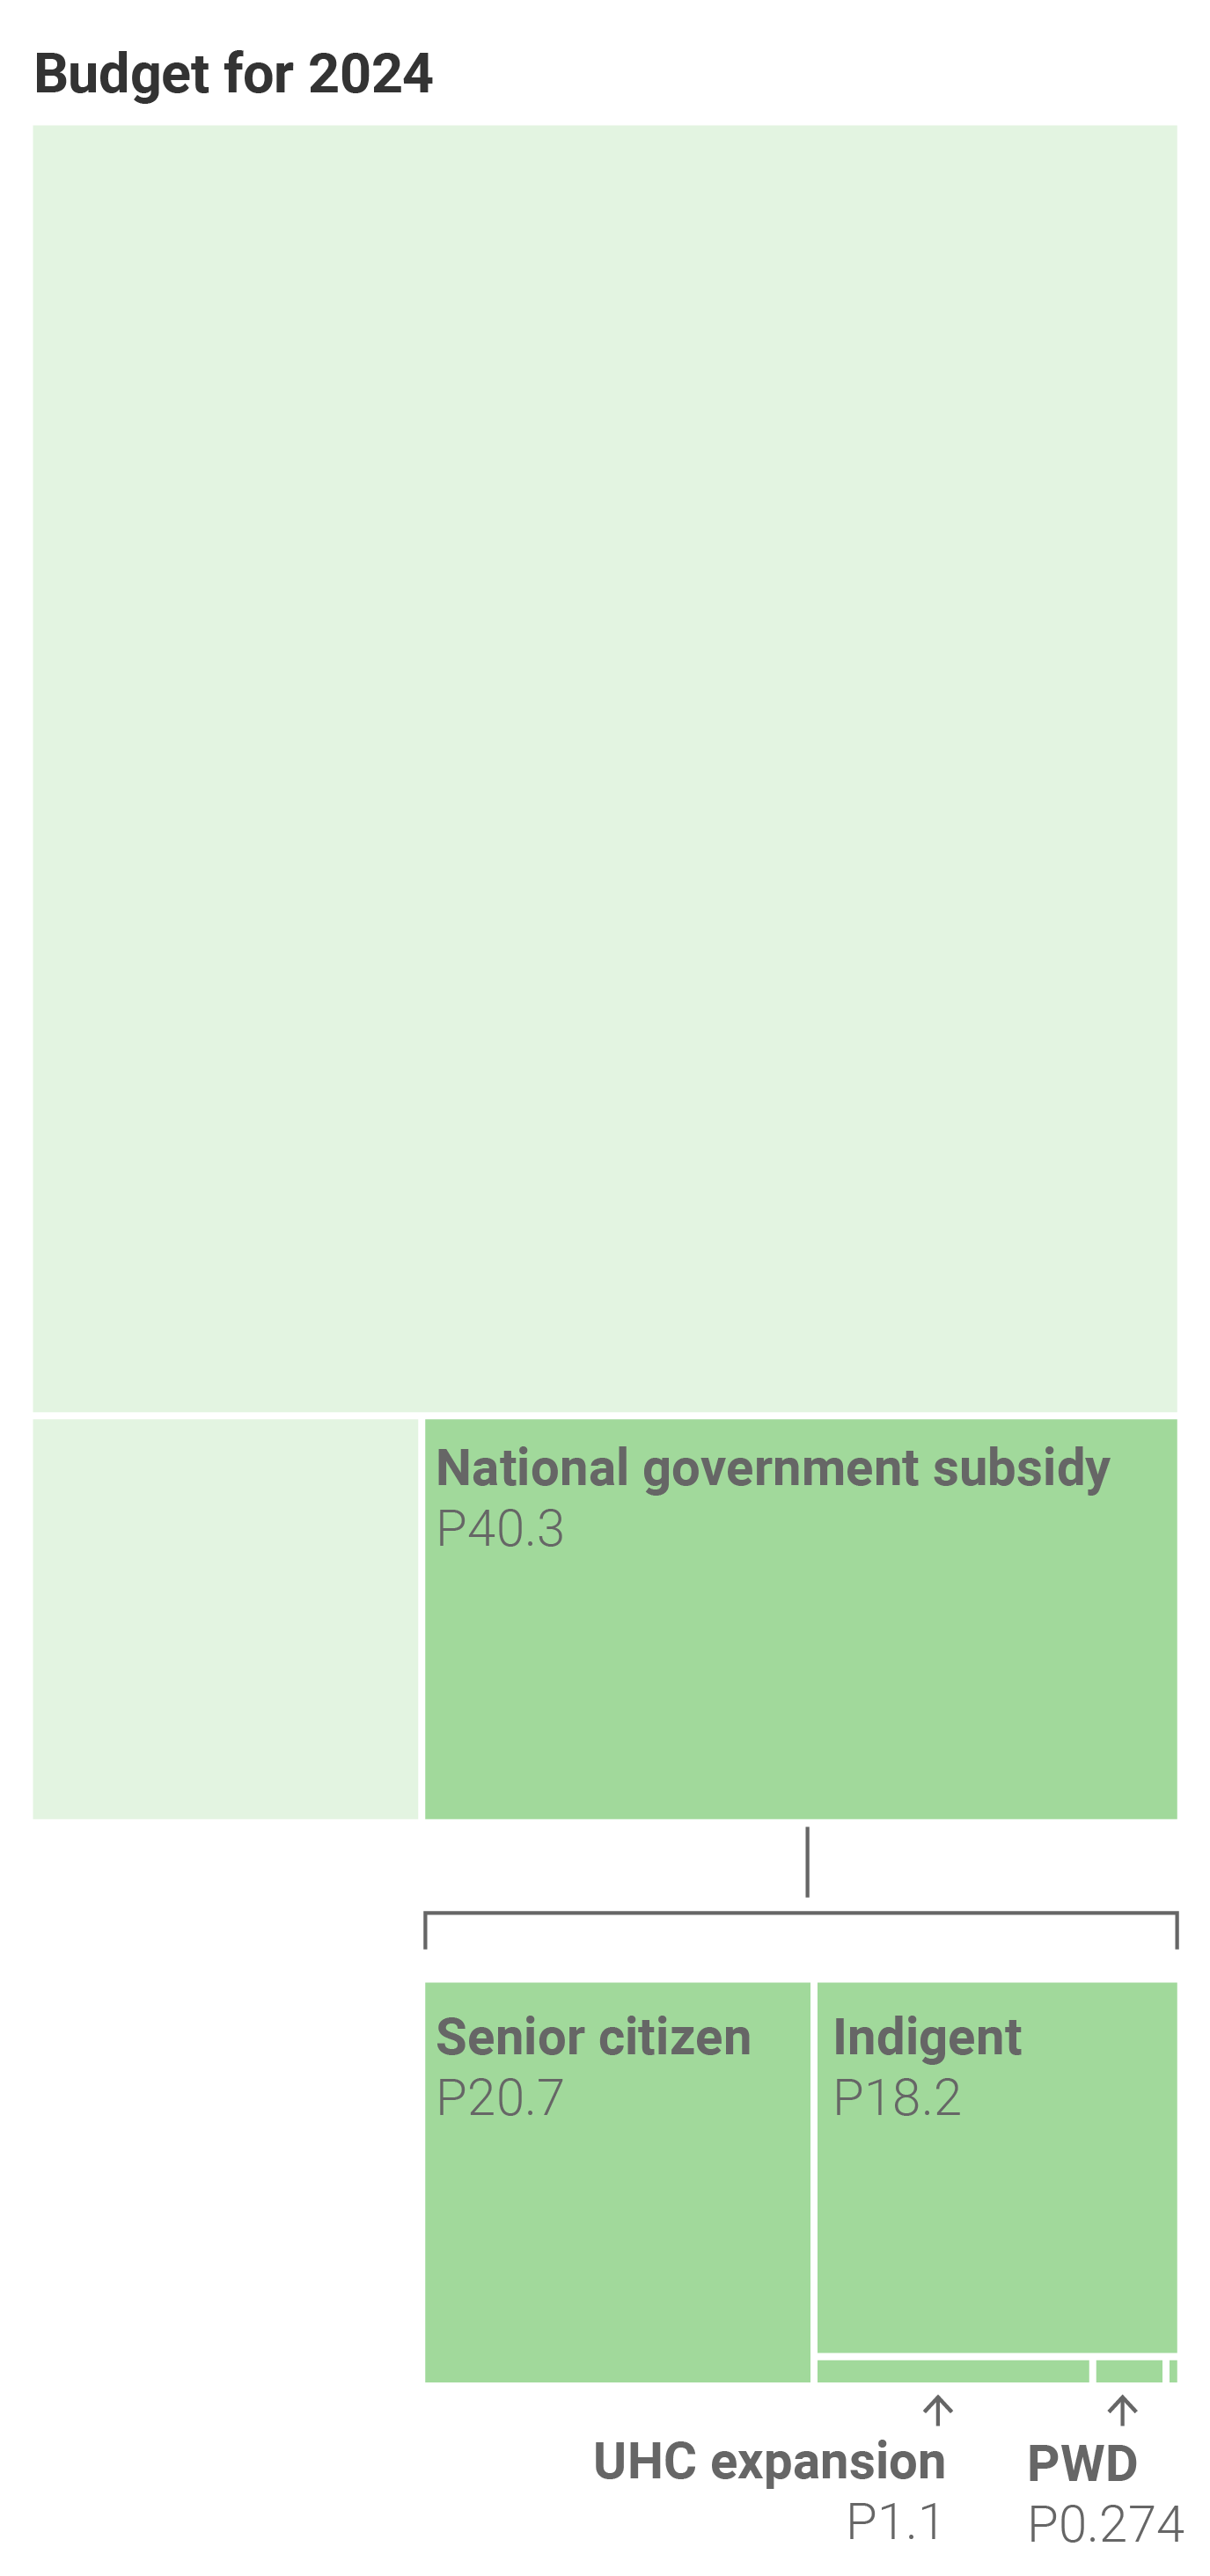 Budget for 2024
National government subsidy
P40.3
Senior citizen
P20.7
Indigent
P18.2
UHC expansion
P1.1
PWD
P0.274